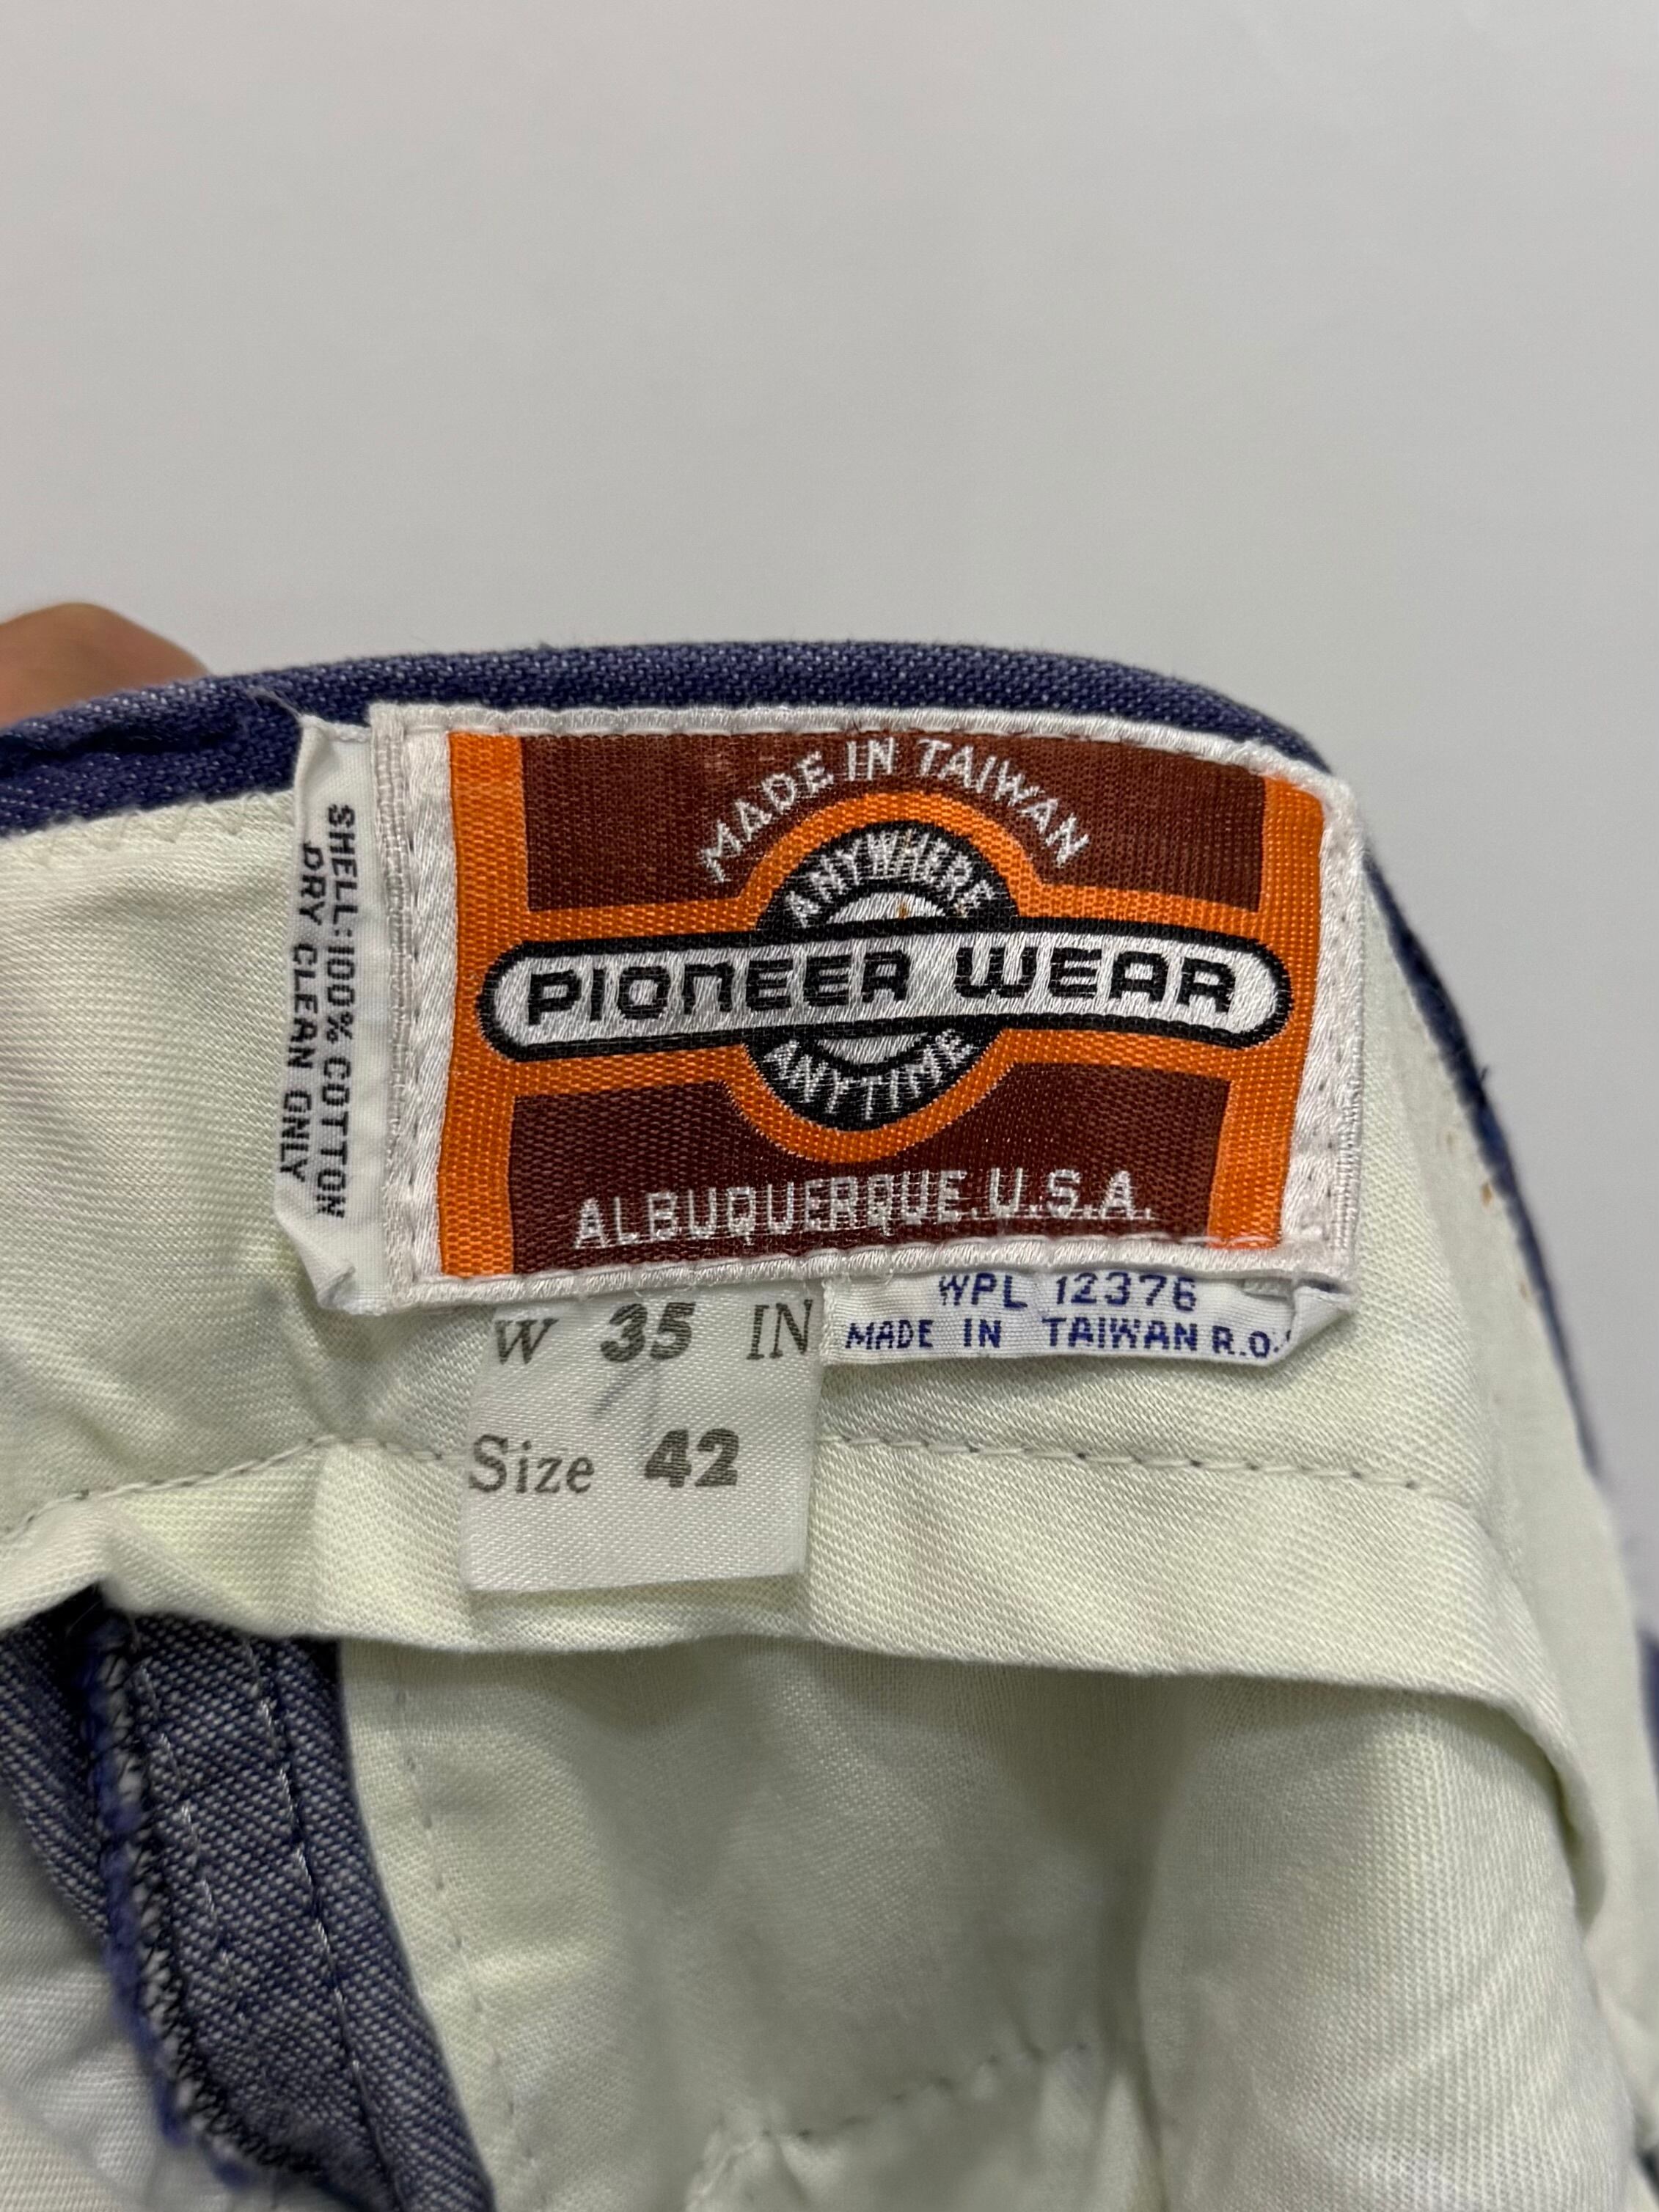 SHELL:100% COTTON
DRY CLEAN ONLY
MADE IN TAIWAN
ANYWHERE
PIONEER WEAR
ANYTIME
ALBUQUERQUE.U.S.A.
WPL 12376
MADE IN TAIWAN R.O.
W 35 IN
Size 42